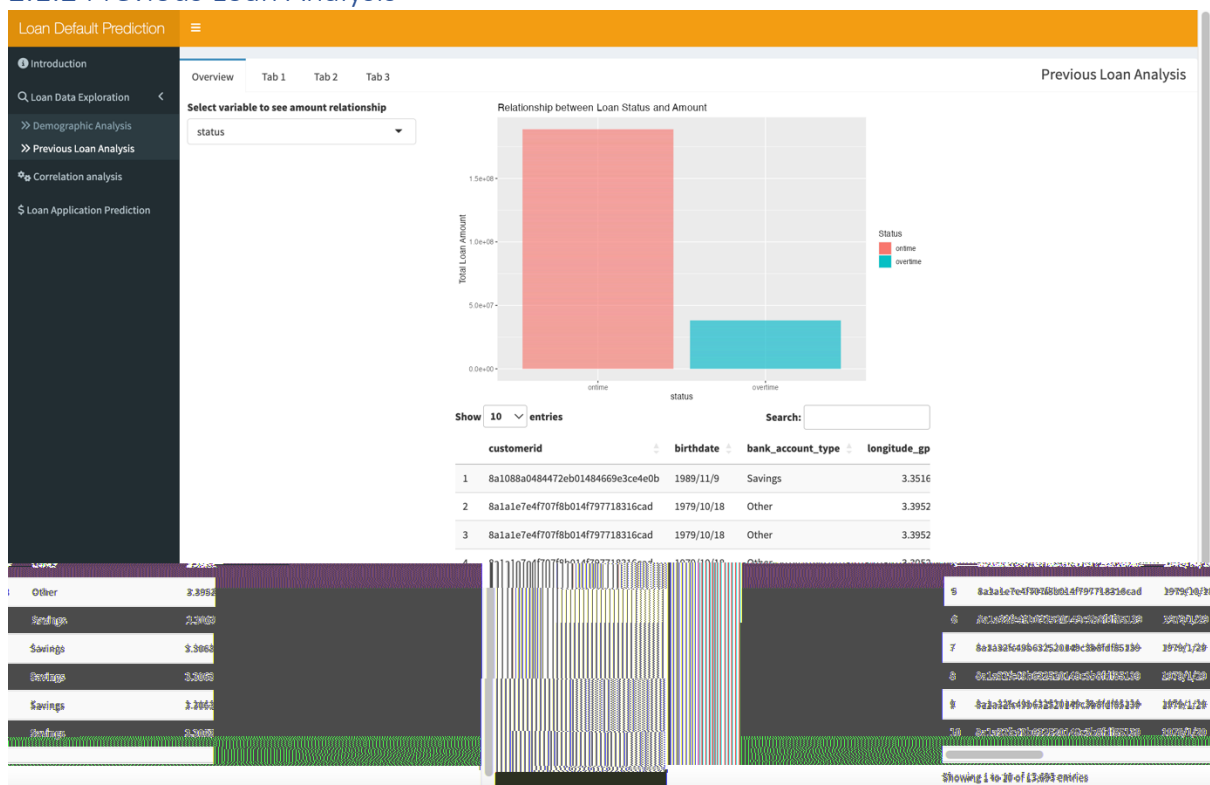 Loan Default Prediction
Introduction
Loan Data Exploration
Demographic Analysis
Previous Loan Analysis
Correlation analysis
$ Loan Application Prediction
Overview Tab 1 Tab 2 Tab 3 Previous Loan Analysis
Select variable to see amount relationship
status
Relationship between Loan Status and Amount
1.5e+08
1.0e+08
5.0e+07
0.0e+00
Total Loan Amount
ontime overtime
status
Status
ontime
overtime
Show 10 entries Search:
customerid birthdate bank_account_type longitude_gp
1 8a1088a0484472eb01484669e3ce4e0b 1989/11/9 Savings 3.3516
2 8a1a1e7e4f707f8b014f797718316cad 1979/10/18 Other 3.3952
3 8a1a1e7e4f707f8b014f797718316cad 1979/10/18 Other 3.3952
Other 3.3952 5
Savings 6
Savings 7 1979/1/29
Savings 8
Savings 9 1979/1/29
Savings 10
Showing 1 to 10 of 13,693 entries